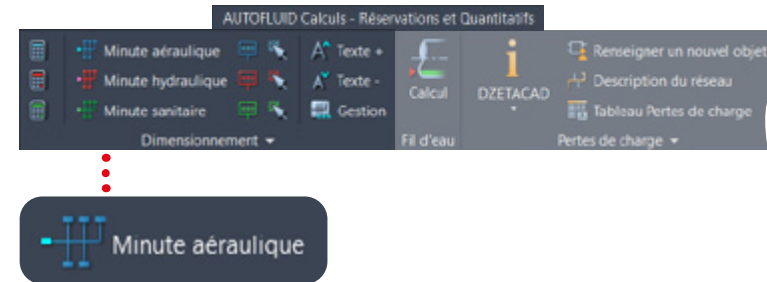 AUTOFLUID Calculs - Réservations et Quantitatifs
Minute aéraulique
Minute hydraulique
Minute sanitaire
Texte +
Texte -
Gestion
Dimensionnement
Calcul
Fil d'eau
DZETACAD
Renseigner un nouvel objet
Description du réseau
Tableau Pertes de charge
Pertes de charge
Minute aéraulique